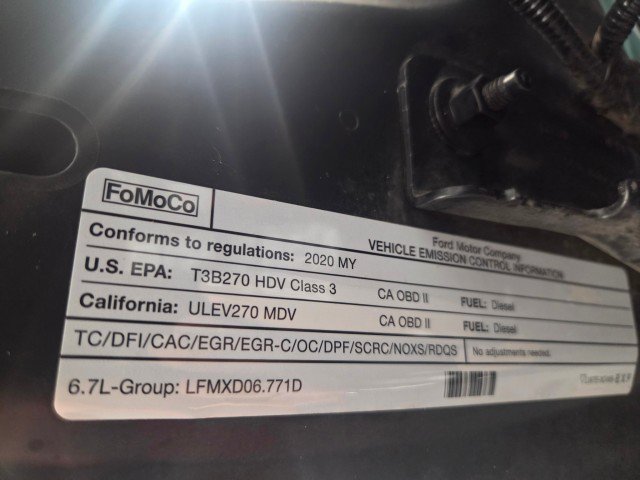 FoMoCo
Ford Motor Company
VEHICLE EMISSION CONTROL INFORMATION
Conforms to regulations: 2020 MY
U.S. EPA: T3B270 HDV Class 3 CA OBD II FUEL: Diesel
California: ULEV270 MDV CA OBD II FUEL: Diesel
TC/DFI/CAC/EGR/EGR-C/OC/DPF/SCRC/NOXS/RDQS No adjustments needed.
6.7L-Group: LFMXD06.771D